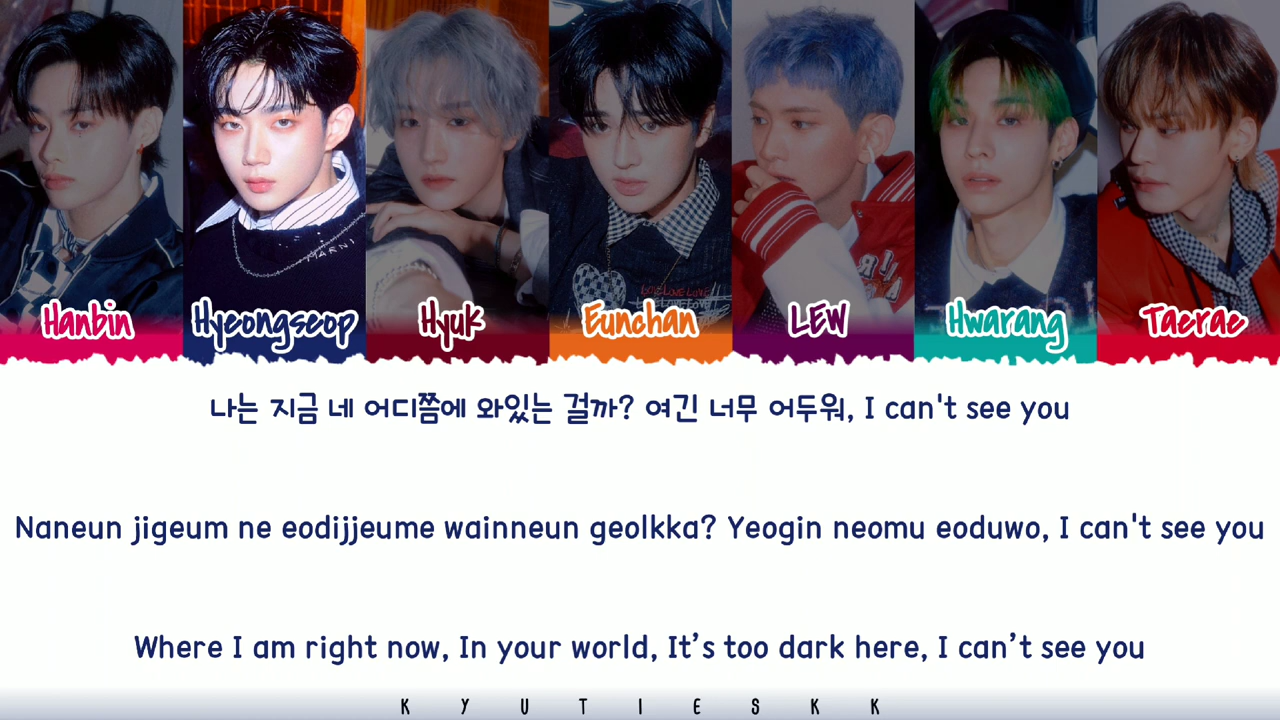 MARNI
Hanbin
Hyeongseop
Hyuk
Eunchan
LEW
Hwarang
Taerae
나는 지금 네 어디쯤에 와있는 걸까? 여긴 너무 어두워, I can't see you
Naneun jigeum ne eodijjeume wainneun geolkka? Yeogin neomu eoduwo, I can't see you
Where I am right now, In your world, It’s too dark here, I can’t see you
KYUTIESKK